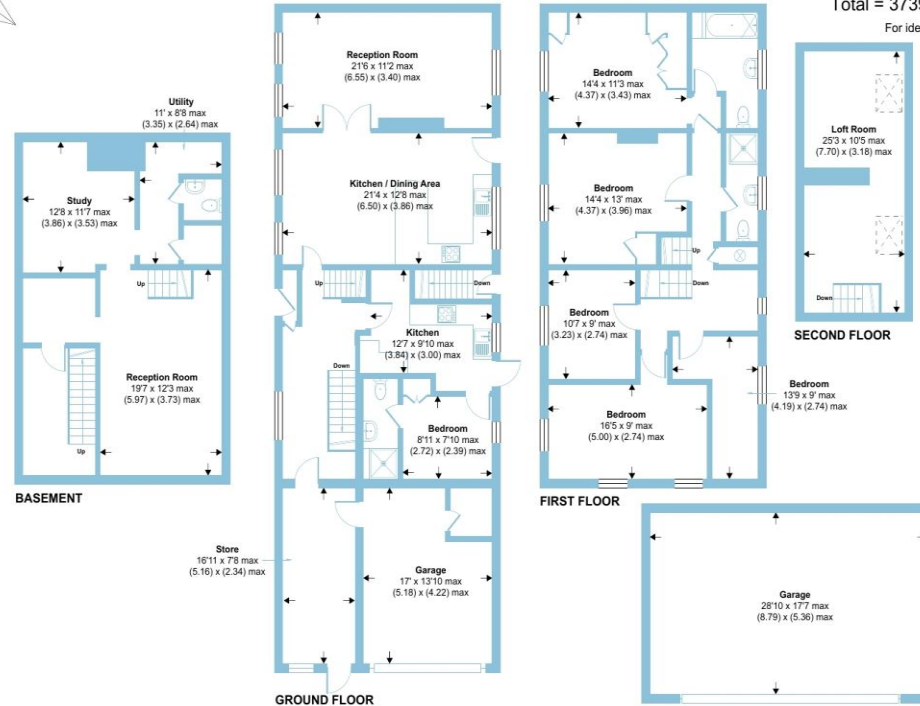 Total = 3739
For ide
Reception Room
21'6 x 11'2 max
(6.55) x (3.40) max
Utility
11' x 8'8 max
(3.35) x (2.64) max
Study
12'8 x 11'7 max
(3.86) x (3.53) max
Kitchen / Dining Area
21'4 x 12'8 max
(6.50) x (3.86) max
Bedroom
14'4 x 11'3 max
(4.37) x (3.43) max
Bedroom
14'4 x 13' max
(4.37) x (3.96) max
Up
Loft Room
25'3 x 10'5 max
(7.70) x (3.18) max
Down
SECOND FLOOR
Up
Reception Room
19'7 x 12'3 max
(5.97) x (3.73) max
Up
BASEMENT
Up
Down
Kitchen
12'7 x 9'10 max
(3.84) x (3.00) max
Down
Bedroom
8'11 x 7'10 max
(2.72) x (2.39) max
Down
Bedroom
10'7 x 9' max
(3.23) x (2.74) max
Bedroom
13'9 x 9' max
(4.19) x (2.74) max
Bedroom
16'5 x 9' max
(5.00) x (2.74) max
FIRST FLOOR
Store
16'11 x 7'8 max
(5.16) x (2.34) max
Garage
17' x 13'10 max
(5.18) x (4.22) max
GROUND FLOOR
Garage
28'10 x 17'7 max
(8.79) x (5.36) max